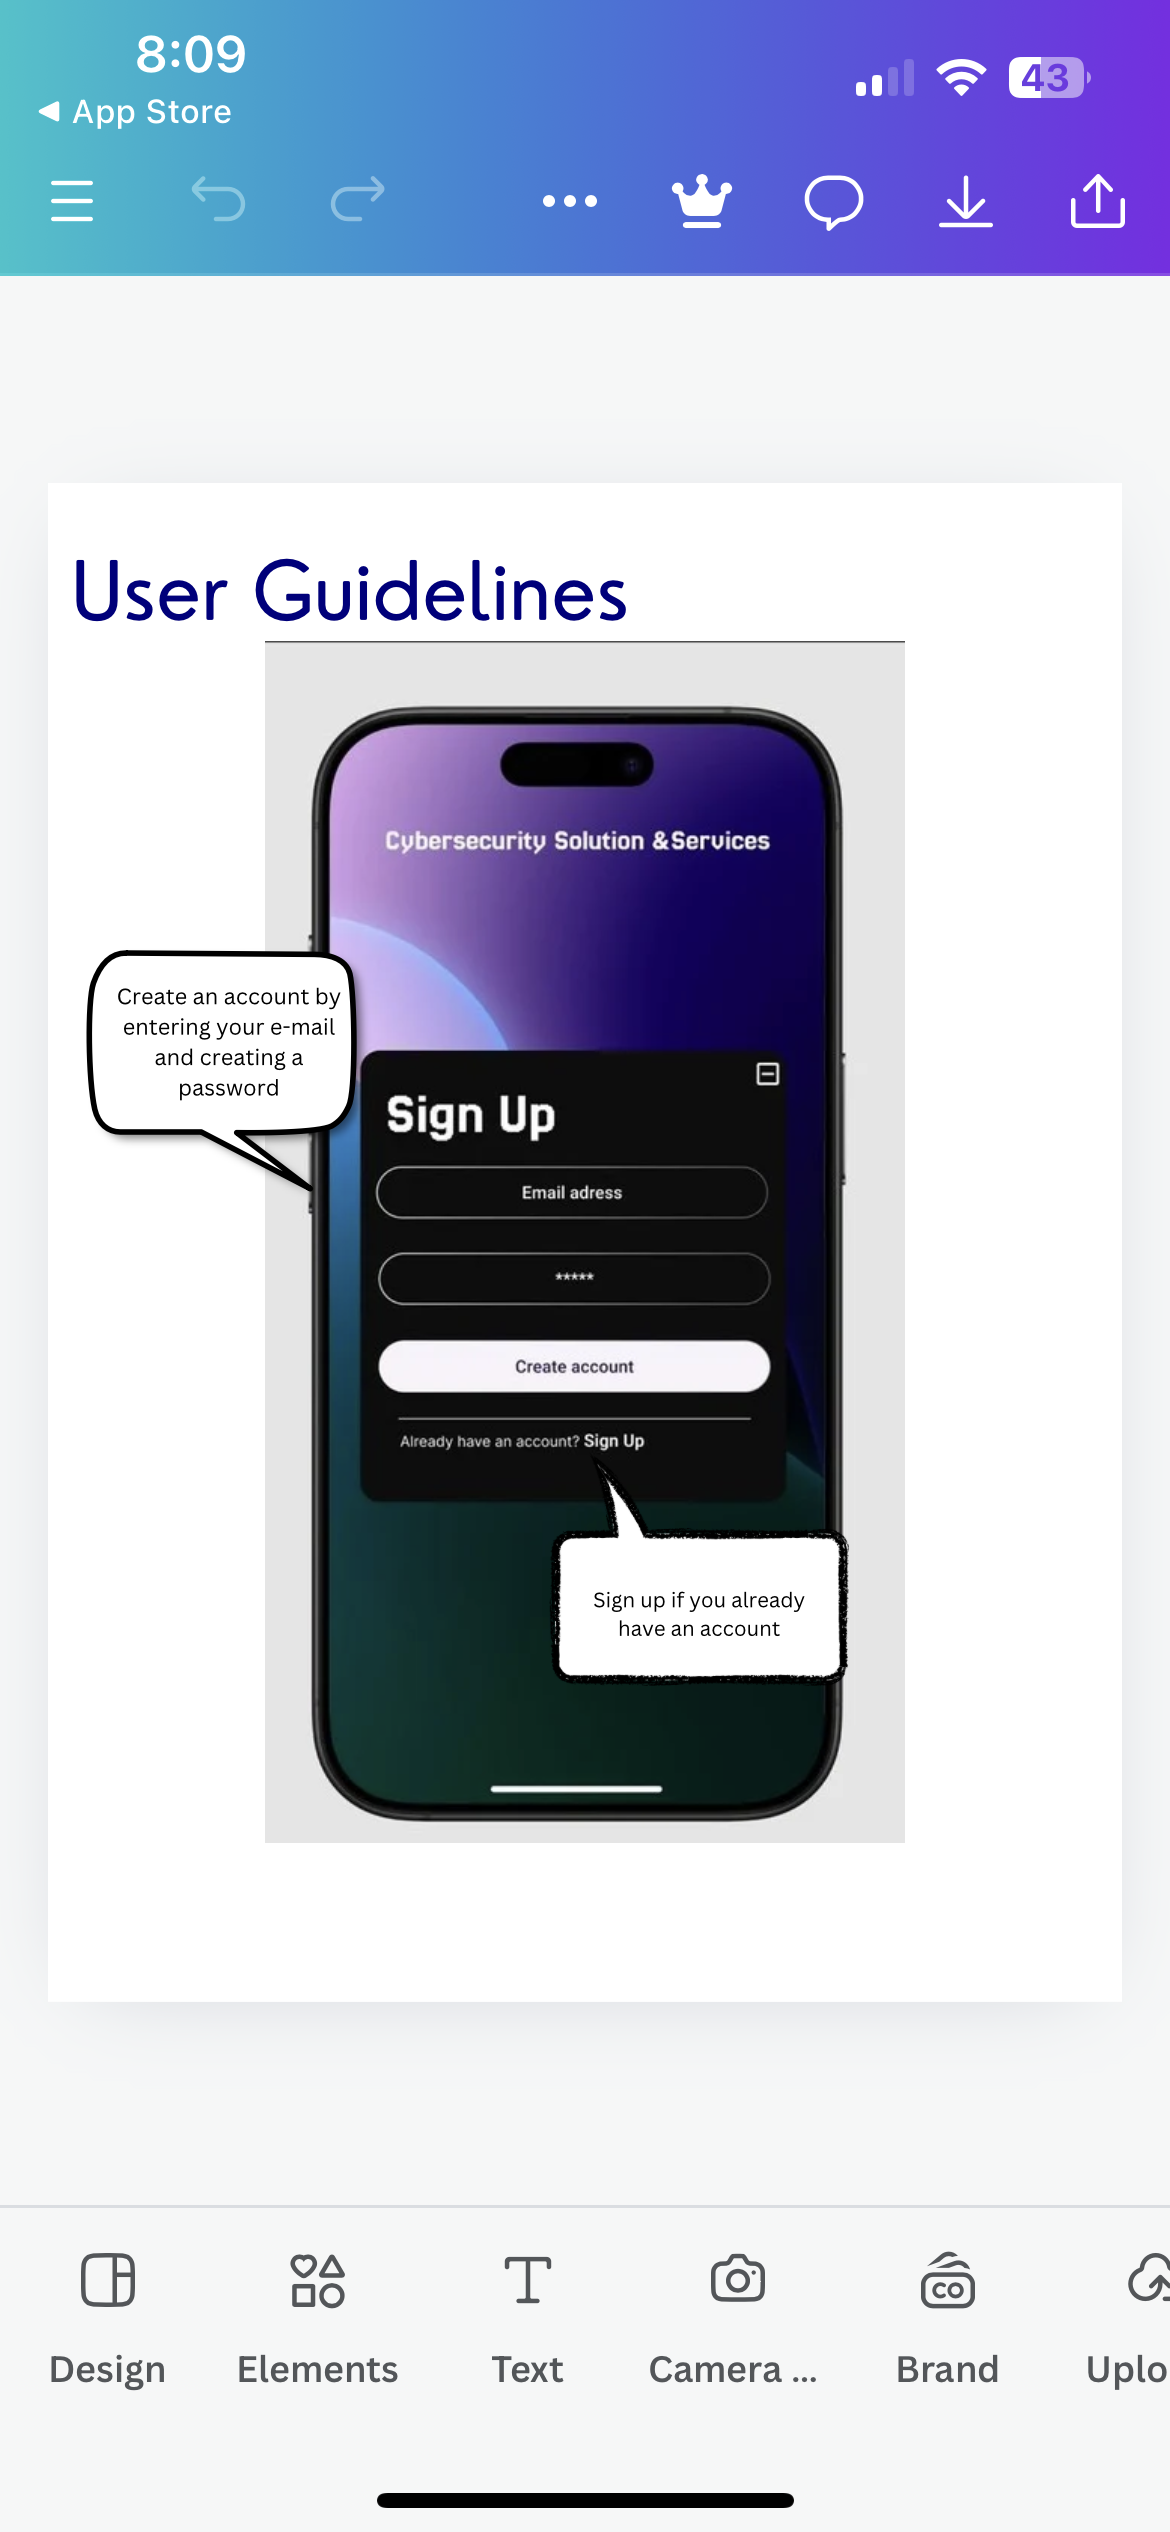 8:09
43
App Store
User Guidelines
Cybersecurity Solution &Services
Create an account by
entering your e-mail
and creating a
password
Sign Up
Email adress
*****
Create account
Already have an account? Sign Up
Sign up if you already
have an account
CO
Design
Elements
Text
Camera ...
Brand
Uplo